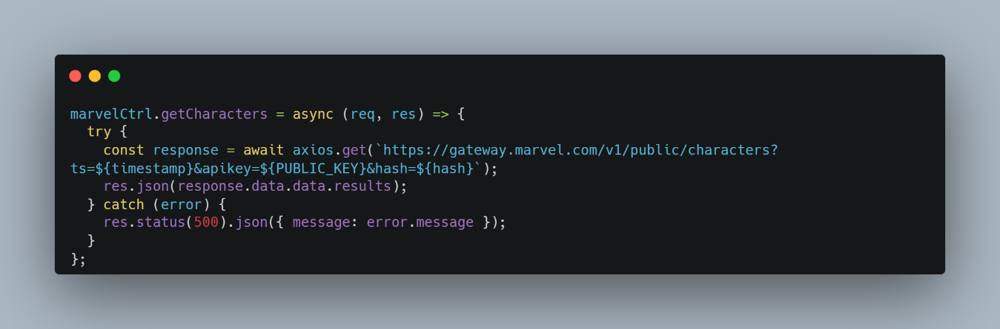 marvelCtrl.getCharacters = async (req, res) => {
  try {
    const response = await axios.get(`https://gateway.marvel.com/v1/public/characters?
ts=${timestamp}&apikey=${PUBLIC_KEY}&hash=${hash}`);
    res.json(response.data.data.results);
  } catch (error) {
    res.status(500).json({ message: error.message });
  }
};